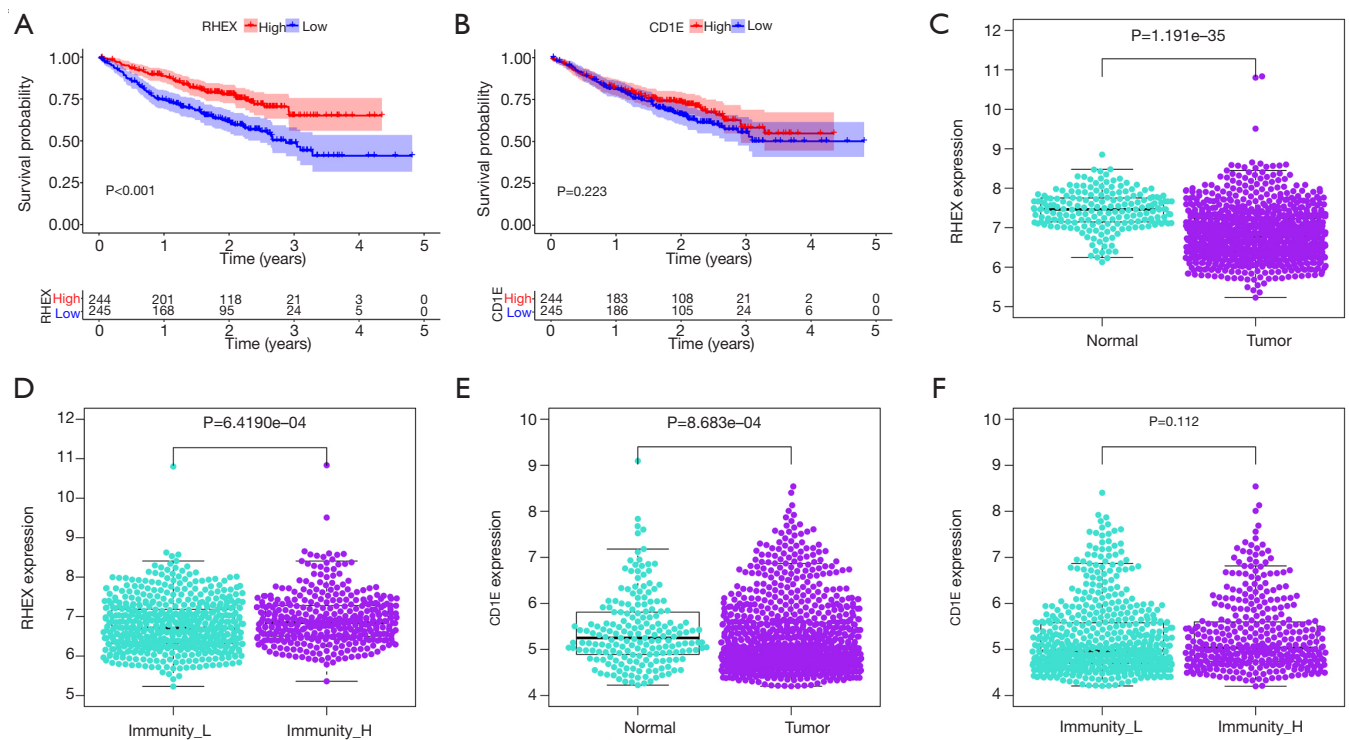 A
RHEX High Low
Survival probability
1.00
0.75
0.50
0.25
0.00
P<0.001
0 1 2 3 4 5
Time (years)
RHEX
High 244 201 118 21 3 0
Low 245 168 95 24 5 0
0 1 2 3 4 5
Time (years)
B
CD1E High Low
Survival probability
1.00
0.75
0.50
0.25
0.00
P=0.223
0 1 2 3 4 5
Time (years)
CD1E
High 244 183 108 21 2 0
Low 245 186 105 24 6 0
0 1 2 3 4 5
Time (years)
C
P=1.191e–35
RHEX expression
12
11
10
9
8
7
6
5
Normal Tumor
D
P=6.4190e–04
RHEX expression
12
11
10
9
8
7
6
5
Immunity_L Immunity_H
E
P=8.683e–04
CD1E expression
10
9
8
7
6
5
4
Normal Tumor
F
P=0.112
CD1E expression
10
9
8
7
6
5
4
Immunity_L Immunity_H